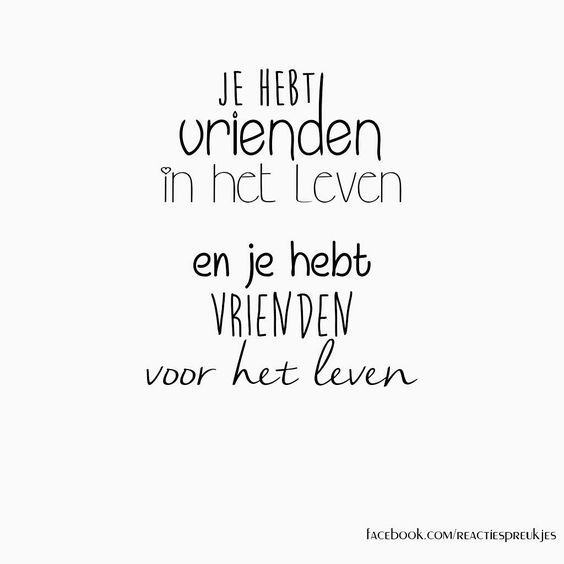 JE HEBT
vrienden
in het Leven
en je hebt
VRIENDEN
voor het leven
facebook.com/reactiespreukjes